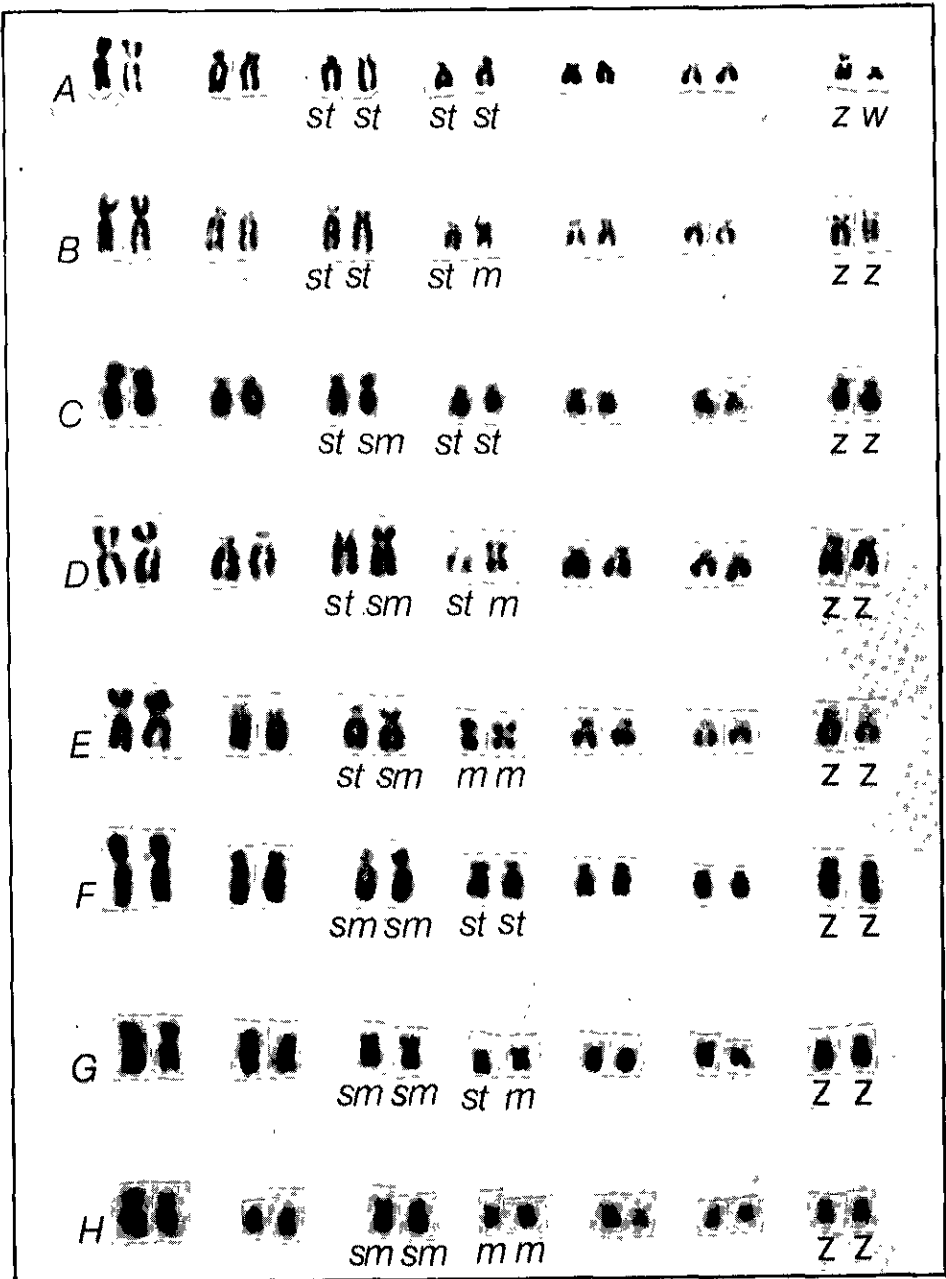 A
st st st st z w
B
st st st m z z
C
st sm st st z z
D
st sm st m z z
E
st sm m m z z
F
sm sm st st z z
G
sm sm st m z z
H
sm sm m m z z